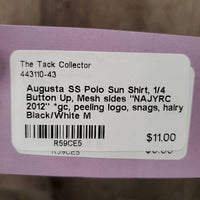 The Tack Collector
443110-43
Augusta SS Polo Sun Shirt, 1/4
Button Up, Mesh sides "NAJYRC
2012" *gc, peeling logo, snags, hairy
Black/White M
$11.00
R59CE5
R59CE5